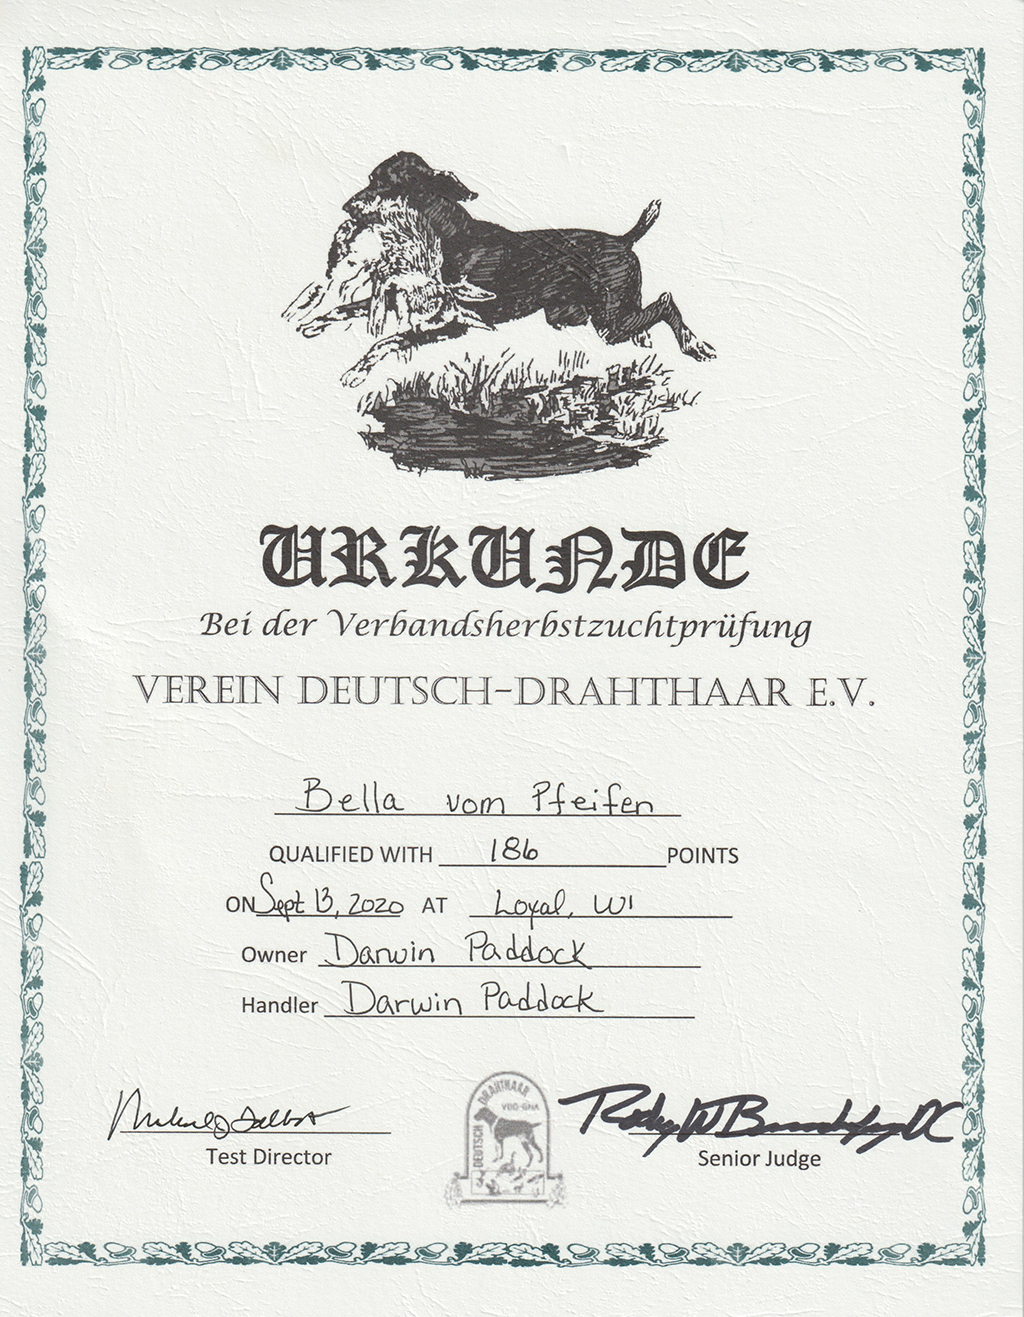 URKUNDE
Bei der Verbandsherbstzuchtprüfung
VEREIN DEUTSCH-DRAHTHAAR E.V.
Bella vom Pfeifen
QUALIFIED WITH 186 POINTS
ON Sept 13, 2020 AT Loyal, WI
Owner Darwin Paddock
Handler Darwin Paddock
DEUTSCH DRAHTHAAR
VDD-GNA
Test Director
Senior Judge